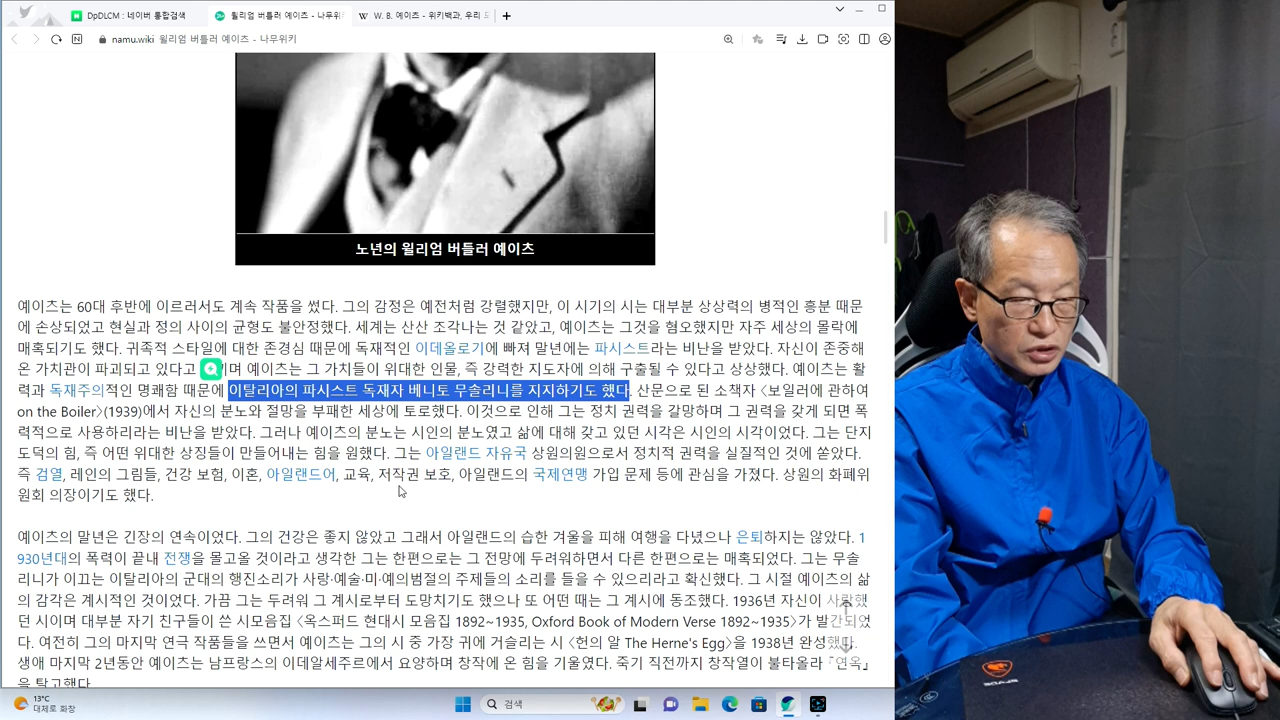 DpDLCM : 네이버 통합검색
윌리엄 버틀러 예이츠 - 나무위키
W. B. 예이츠 - 위키백과, 우리 모
namu.wiki 윌리엄 버틀러 예이츠 - 나무위키
노년의 윌리엄 버틀러 예이츠
예이츠는 60대 후반에 이르러서도 계속 작품을 썼다. 그의 감정은 예전처럼 강렬했지만, 이 시기의 시는 대부분 상상력의 병적인 흥분 때문
에 손상되었고 현실과 정의 사이의 균형도 불안정했다. 세계는 산산 조각나는 것 같았고, 예이츠는 그것을 혐오했지만 자주 세상의 몰락에
매혹되기도 했다. 귀족적 스타일에 대한 존경심 때문에 독재적인 이데올로기에 빠져 말년에는 파시스트라는 비난을 받았다. 자신이 존중해
온 가치관이 파괴되고 있다고 며 예이츠는 그 가치들이 위대한 인물, 즉 강력한 지도자에 의해 구출될 수 있다고 상상했다. 예이츠는 활
력과 독재주의적인 명쾌함 때문에 이탈리아의 파시스트 독재자 베니토 무솔리니를 지지하기도 했다. 산문으로 된 소책자 〈보일러에 관하여
on the Boiler〉(1939)에서 자신의 분노와 절망을 부패한 세상에 토로했다. 이것으로 인해 그는 정치 권력을 갈망하며 그 권력을 갖게 되면 폭
력적으로 사용하리라는 비난을 받았다. 그러나 예이츠의 분노는 시인의 분노였고 삶에 대해 갖고 있던 시각은 시인의 시각이었다. 그는 단지
도덕의 힘, 즉 어떤 위대한 상징들이 만들어내는 힘을 원했다. 그는 아일랜드 자유국 상원의원으로서 정치적 권력을 실질적인 것에 쏟았다.
즉 검열, 레인의 그림들, 건강 보험, 이혼, 아일랜드어, 교육, 저작권 보호, 아일랜드의 국제연맹 가입 문제 등에 관심을 가졌다. 상원의 화폐위
원회 의장이기도 했다.
예이츠의 말년은 긴장의 연속이었다. 그의 건강은 좋지 않았고 그래서 아일랜드의 습한 겨울을 피해 여행을 다녔으나 은퇴하지는 않았다. 1
930년대의 폭력이 끝내 전쟁을 몰고올 것이라고 생각한 그는 한편으로는 그 전망에 두려워하면서 다른 한편으로는 매혹되었다. 그는 무솔
리니가 이끄는 이탈리아의 군대의 행진소리가 사랑·예술·미·예의범절의 주제들의 소리를 들을 수 있으리라고 확신했다. 그 시절 예이츠의 삶
의 감각은 계시적인 것이었다. 가끔 그는 두려워 그 계시로부터 도망치기도 했으나 또 어떤 때는 그 계시에 동조했다. 1936년 자신이 사랑했
던 시이며 대부분 자기 친구들이 쓴 시모음집 〈옥스퍼드 현대시 모음집 1892~1935, Oxford Book of Modern Verse 1892~1935〉가 발간되었
다. 여전히 그의 마지막 연극 작품들을 쓰면서 예이츠는 그의 시 중 가장 귀에 거슬리는 시 〈헌의 알 The Herne's Egg〉을 1938년 완성했다.
생애 마지막 2년동안 예이츠는 남프랑스의 이데알세주르에서 요양하며 창작에 온 힘을 기울였다. 죽기 직전까지 창작열이 불타올라 「연옥」
을 탈고했다
13°C
대체로 화창
검색